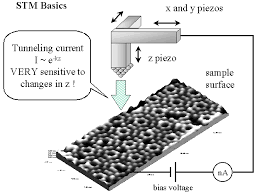 STM Basics
x and y piezos
z piezo
Tunneling current
I ~ e-kz
VERY sensitive to
changes in z !
sample
surface
nA
bias voltage